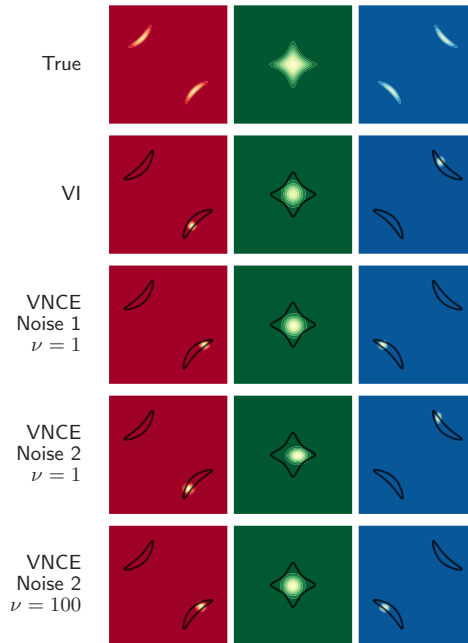 True
VI
VNCE
Noise 1
ν = 1
VNCE
Noise 2
ν = 1
VNCE
Noise 2
ν = 100